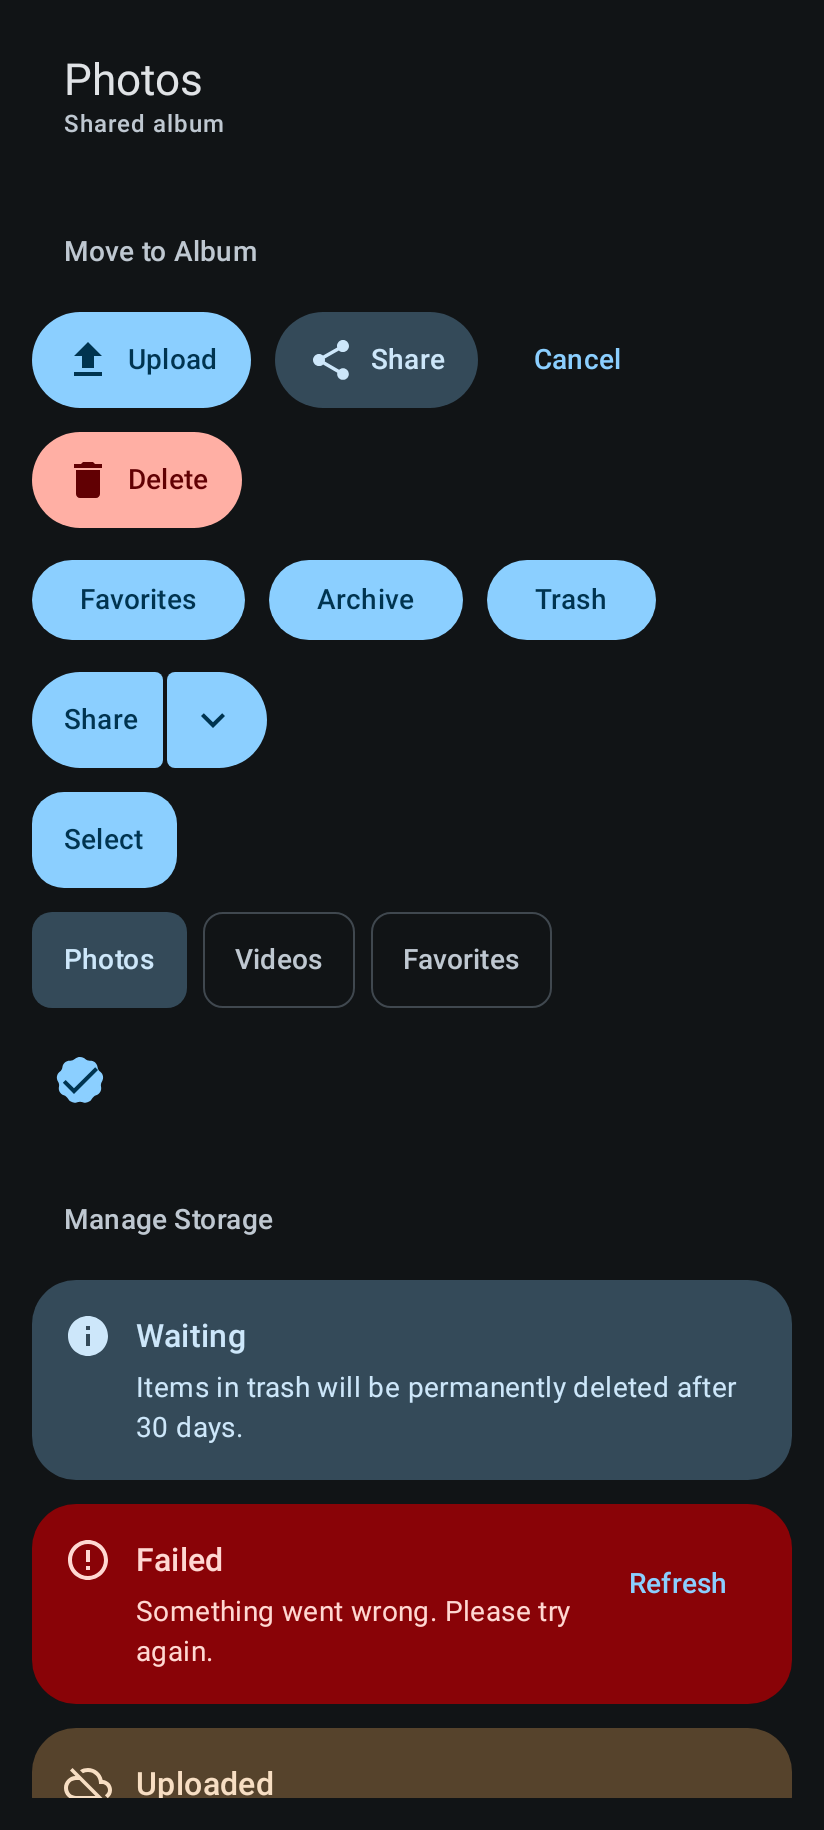 Photos
Shared album
Move to Album
Upload
Share
Cancel
Delete
Favorites
Archive
Trash
Share
Select
Photos
Videos
Favorites
Manage Storage
Waiting
Items in trash will be permanently deleted after
30 days.
Failed
Something went wrong. Please try
again.
Refresh
Uploaded